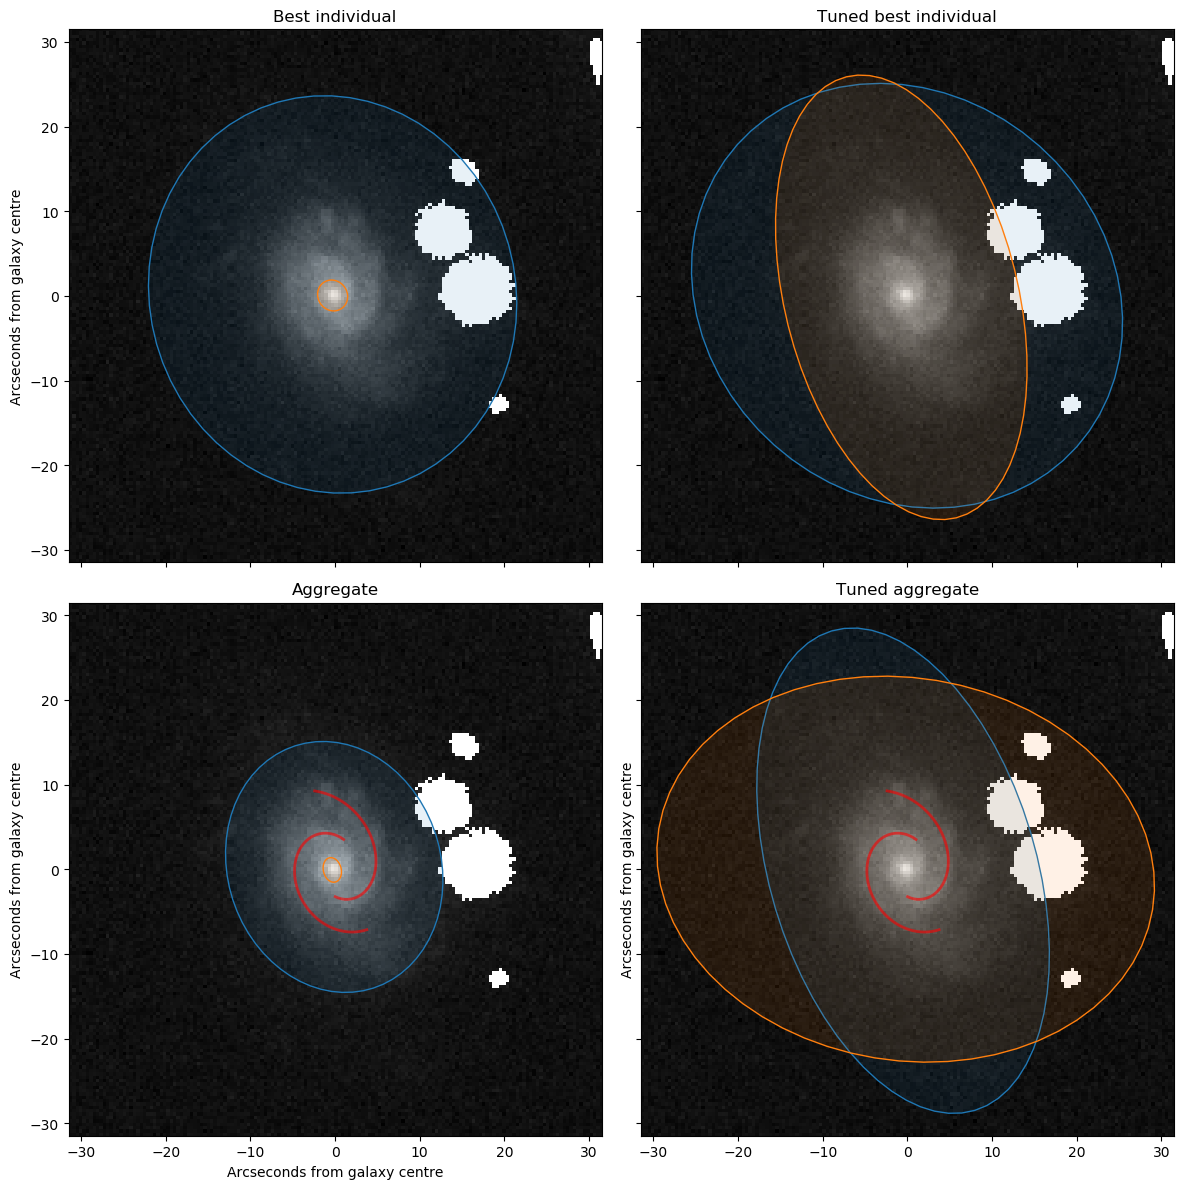 Best individual
Tuned best individual
30
20
10
0
−10
−20
−30
Arcseconds from galaxy centre
Aggregate
Tuned aggregate
30
20
10
0
−10
−20
−30
Arcseconds from galaxy centre
Arcseconds from galaxy centre
−30 −20 −10 0 10 20 30
−30 −20 −10 0 10 20 30
Arcseconds from galaxy centre